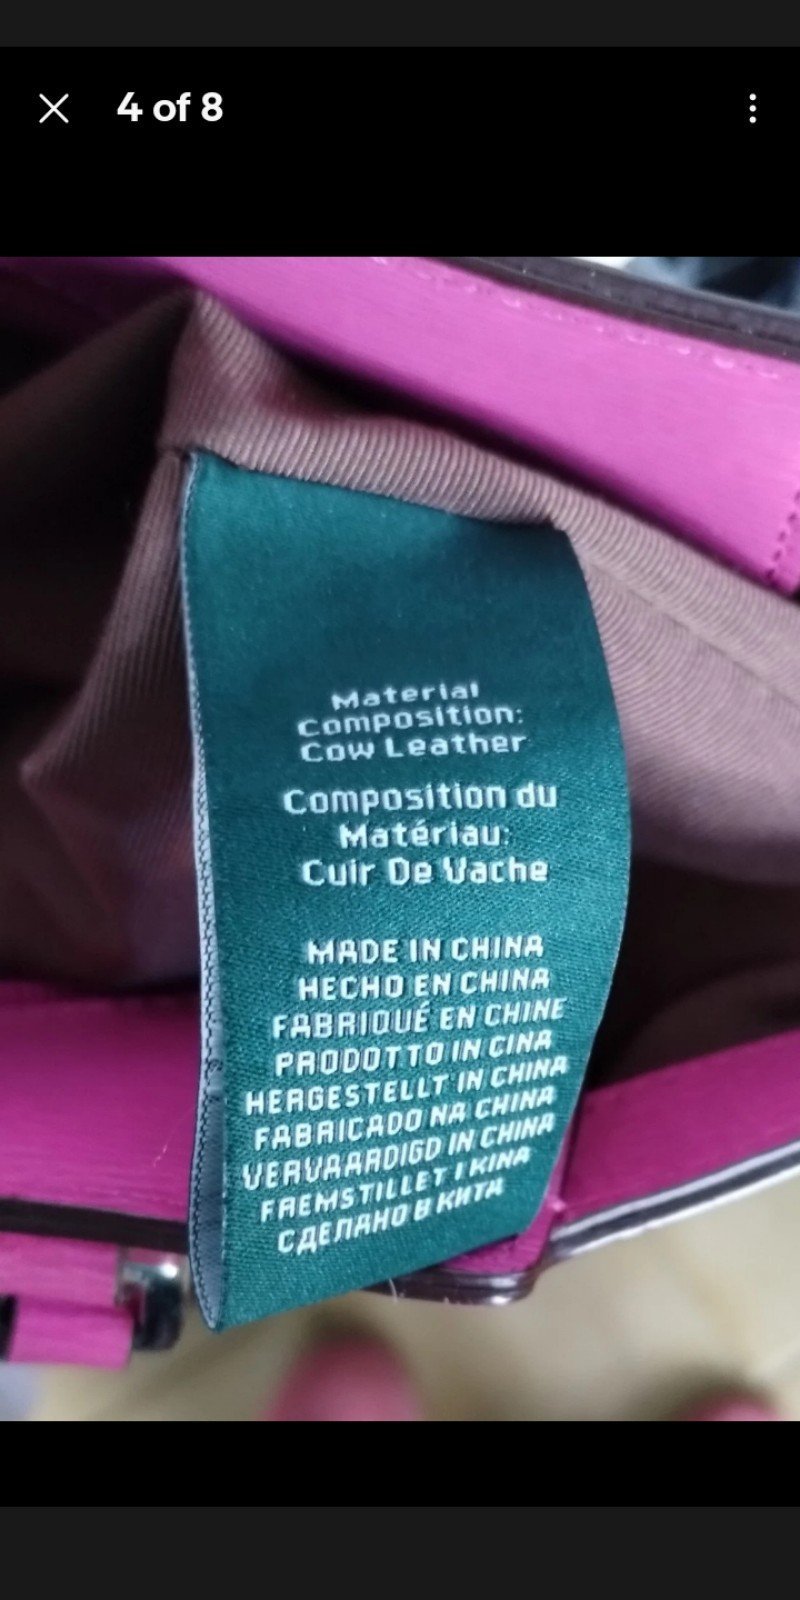 4 of 8
Material
Composition:
Cow Leather
Composition du
Matériau:
Cuir De Vache
MADE IN CHINA
HECHO EN CHINA
FABRIQUÉ EN CHINE
PRODOTTO IN CINA
HERGESTELLT IN CHINA
FABRICADO NA CHINA
VERVAARDIGD IN CHINA
FREMSTILLET I KINA
СДЕЛАНО В КИТА